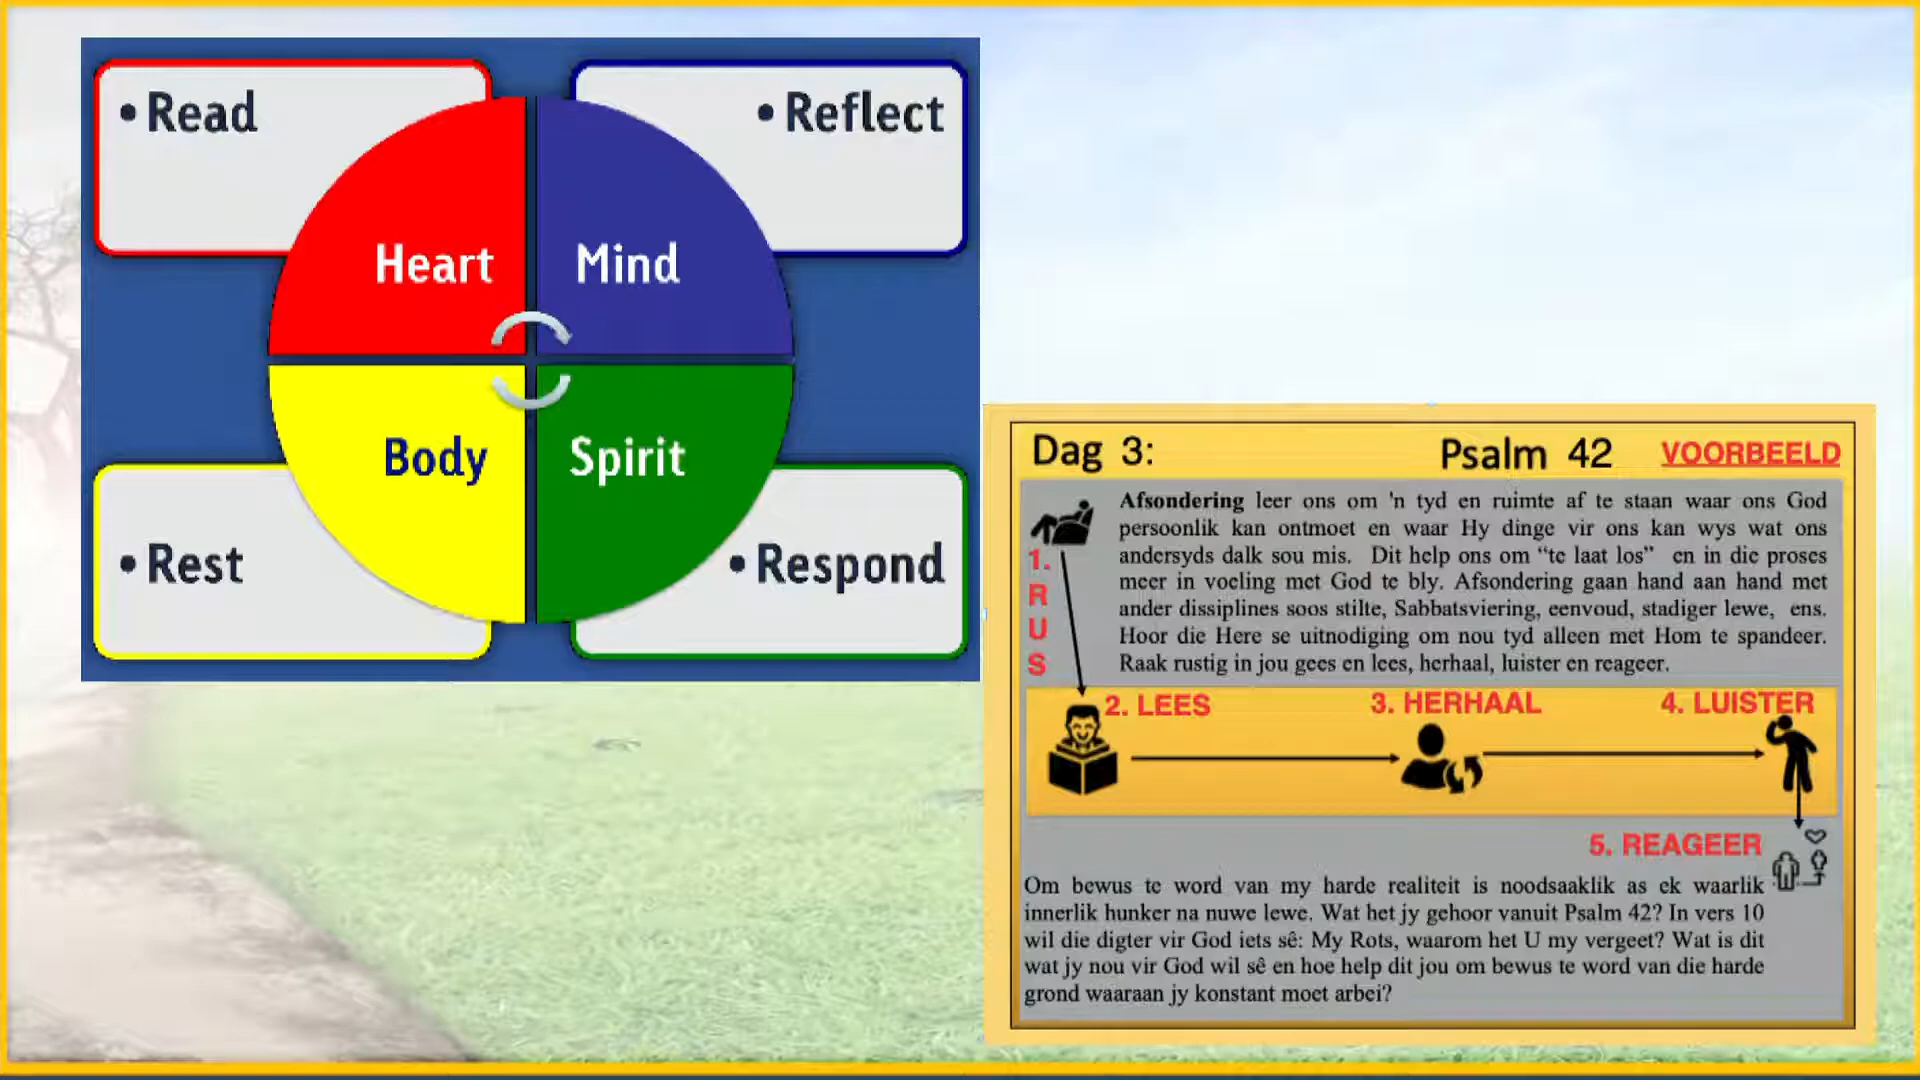 • Read
• Reflect
Heart
Mind
Body
Spirit
• Rest
• Respond
Dag 3:
Psalm 42
VOORBEELD
1.
R
U
S
Afsondering leer ons om 'n tyd en ruimte af te staan waar ons God
persoonlik kan ontmoet en waar Hy dinge vir ons kan wys wat ons
andersyds dalk sou mis. Dit help ons om “te laat los” en in die proses
meer in voeling met God te bly. Afsondering gaan hand aan hand met
ander dissiplines soos stilte, Sabbatsviering, eenvoud, stadiger lewe, ens.
Hoor die Here se uitnodiging om nou tyd alleen met Hom te spandeer.
Raak rustig in jou gees en lees, herhaal, luister en reageer.
2. LEES
3. HERHAAL
4. LUISTER
5. REAGEER
Om bewus te word van my harde realiteit is noodsaaklik as ek waarlik
innerlik hunker na nuwe lewe. Wat het jy gehoor vanuit Psalm 42? In vers 10
wil die digter vir God iets sê: My Rots, waarom het U my vergeet? Wat is dit
wat jy nou vir God wil sê en hoe help dit jou om bewus te word van die harde
grond waaraan jy konstant moet arbei?